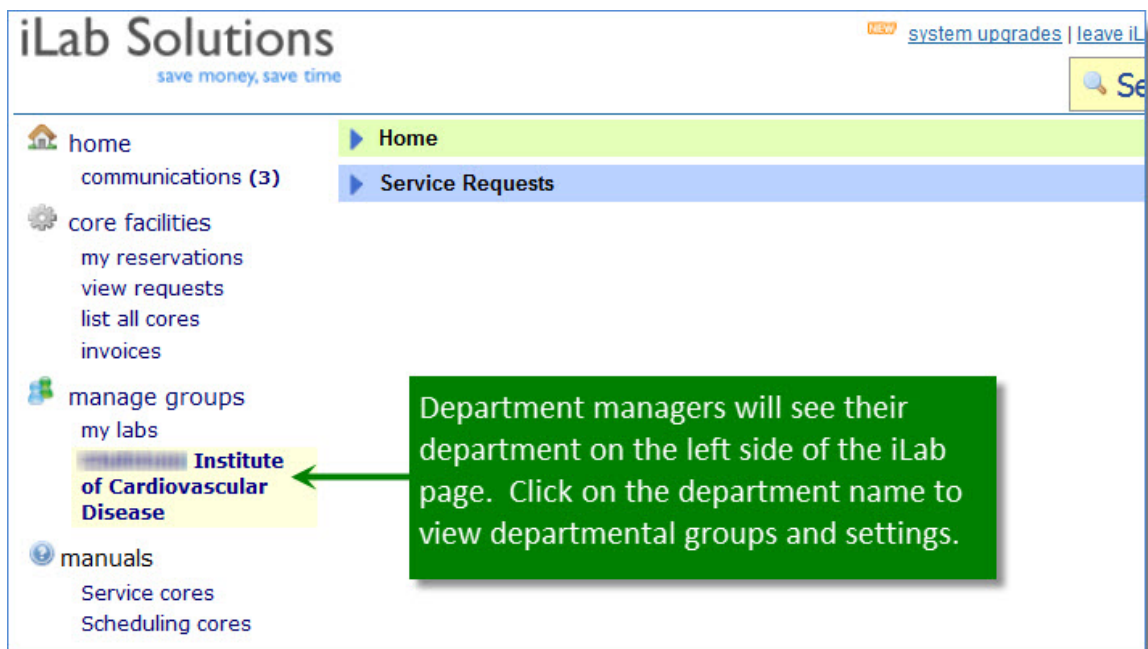 iLab Solutions
save money, save time
NEW system upgrades | leave iL
Se
home
communications (3)
core facilities
my reservations
view requests
list all cores
invoices
manage groups
my labs
Institute
of Cardiovascular
Disease
manuals
Service cores
Scheduling cores
Home
Service Requests
Department managers will see their
department on the left side of the iLab
page. Click on the department name to
view departmental groups and settings.